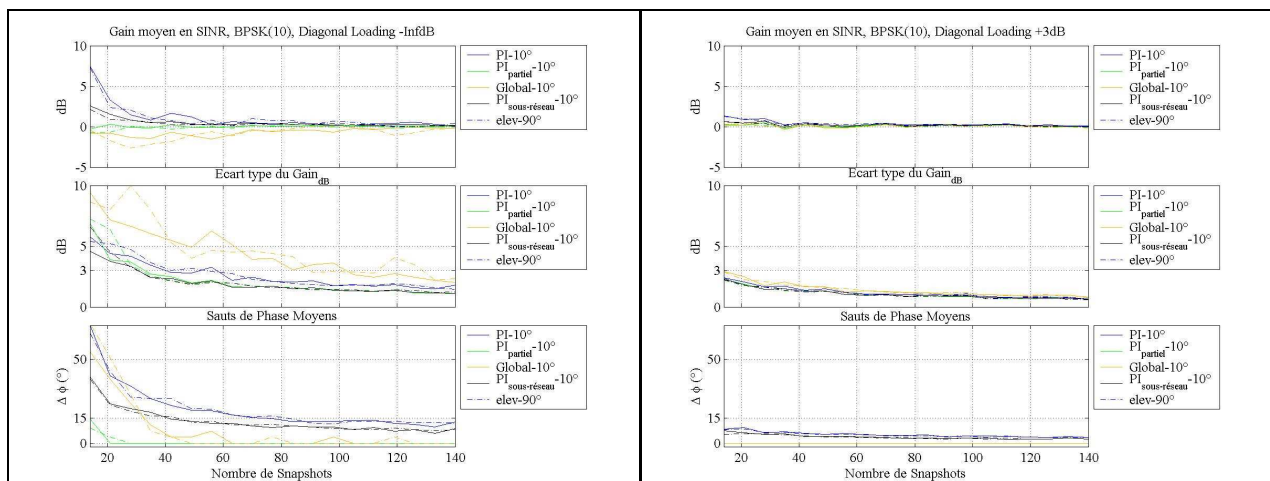 Gain moyen en SINR, BPSK(10), Diagonal Loading -InfdB
10
5
0
-5
dB
PI-10°
PIpartiel-10°
Global-10°
PIsous-réseau-10°
elev-90°
Ecart type du GaindB
10
5
3
0
dB
PI-10°
PIpartiel-10°
Global-10°
PIsous-réseau-10°
elev-90°
Sauts de Phase Moyens
50
15
0
Δ ϕ (°)
PI-10°
PIpartiel-10°
Global-10°
PIsous-réseau-10°
elev-90°
20 40 60 80 100 120 140
Nombre de Snapshots
Gain moyen en SINR, BPSK(10), Diagonal Loading +3dB
10
5
0
-5
dB
PI-10°
PIpartiel-10°
Global-10°
PIsous-réseau-10°
elev-90°
Ecart type du GaindB
10
5
3
0
dB
PI-10°
PIpartiel-10°
Global-10°
PIsous-réseau-10°
elev-90°
Sauts de Phase Moyens
50
15
0
Δ ϕ (°)
PI-10°
PIpartiel-10°
Global-10°
PIsous-réseau-10°
elev-90°
20 40 60 80 100 120 140
Nombre de Snapshots